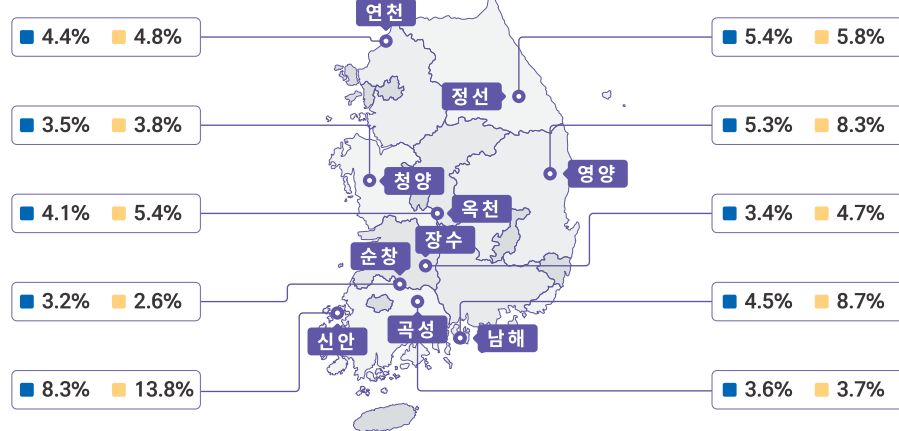 연천
4.4% 4.8%
5.4% 5.8%
정선
3.5% 3.8%
5.3% 8.3%
청양
영양
4.1% 5.4%
옥천
3.4% 4.7%
장수
순창
3.2% 2.6%
4.5% 8.7%
신안
곡성
남해
8.3% 13.8%
3.6% 3.7%